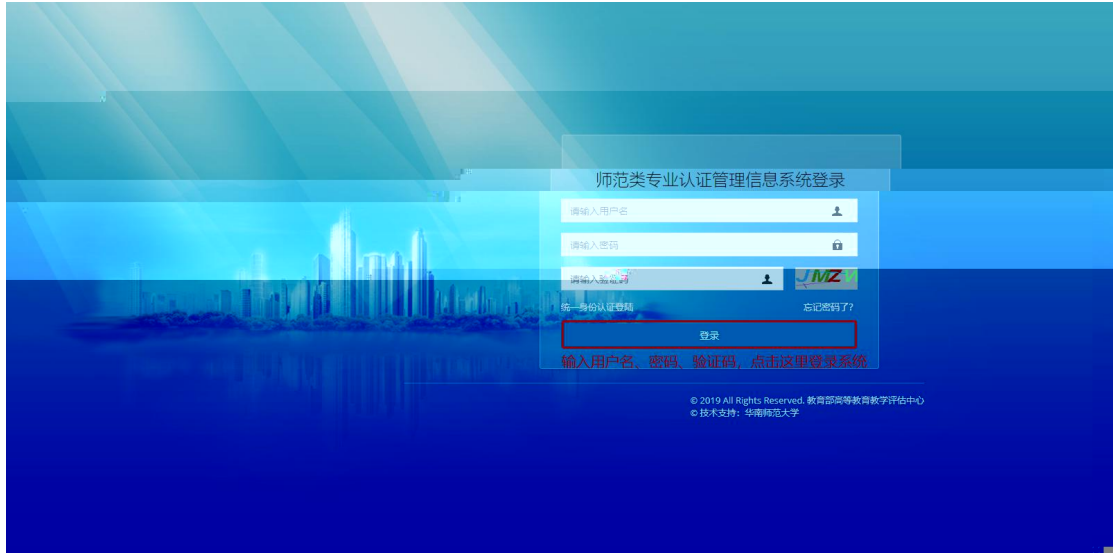 师范类专业认证管理信息系统登录
请输入用户名
请输入密码
请输入验证码
统一身份认证登陆 忘记密码了?
登录
输入用户名、密码、验证码，点击这里登录系统
© 2019 All Rights Reserved. 教育部高等教育教学评估中心
© 技术支持：华南师范大学